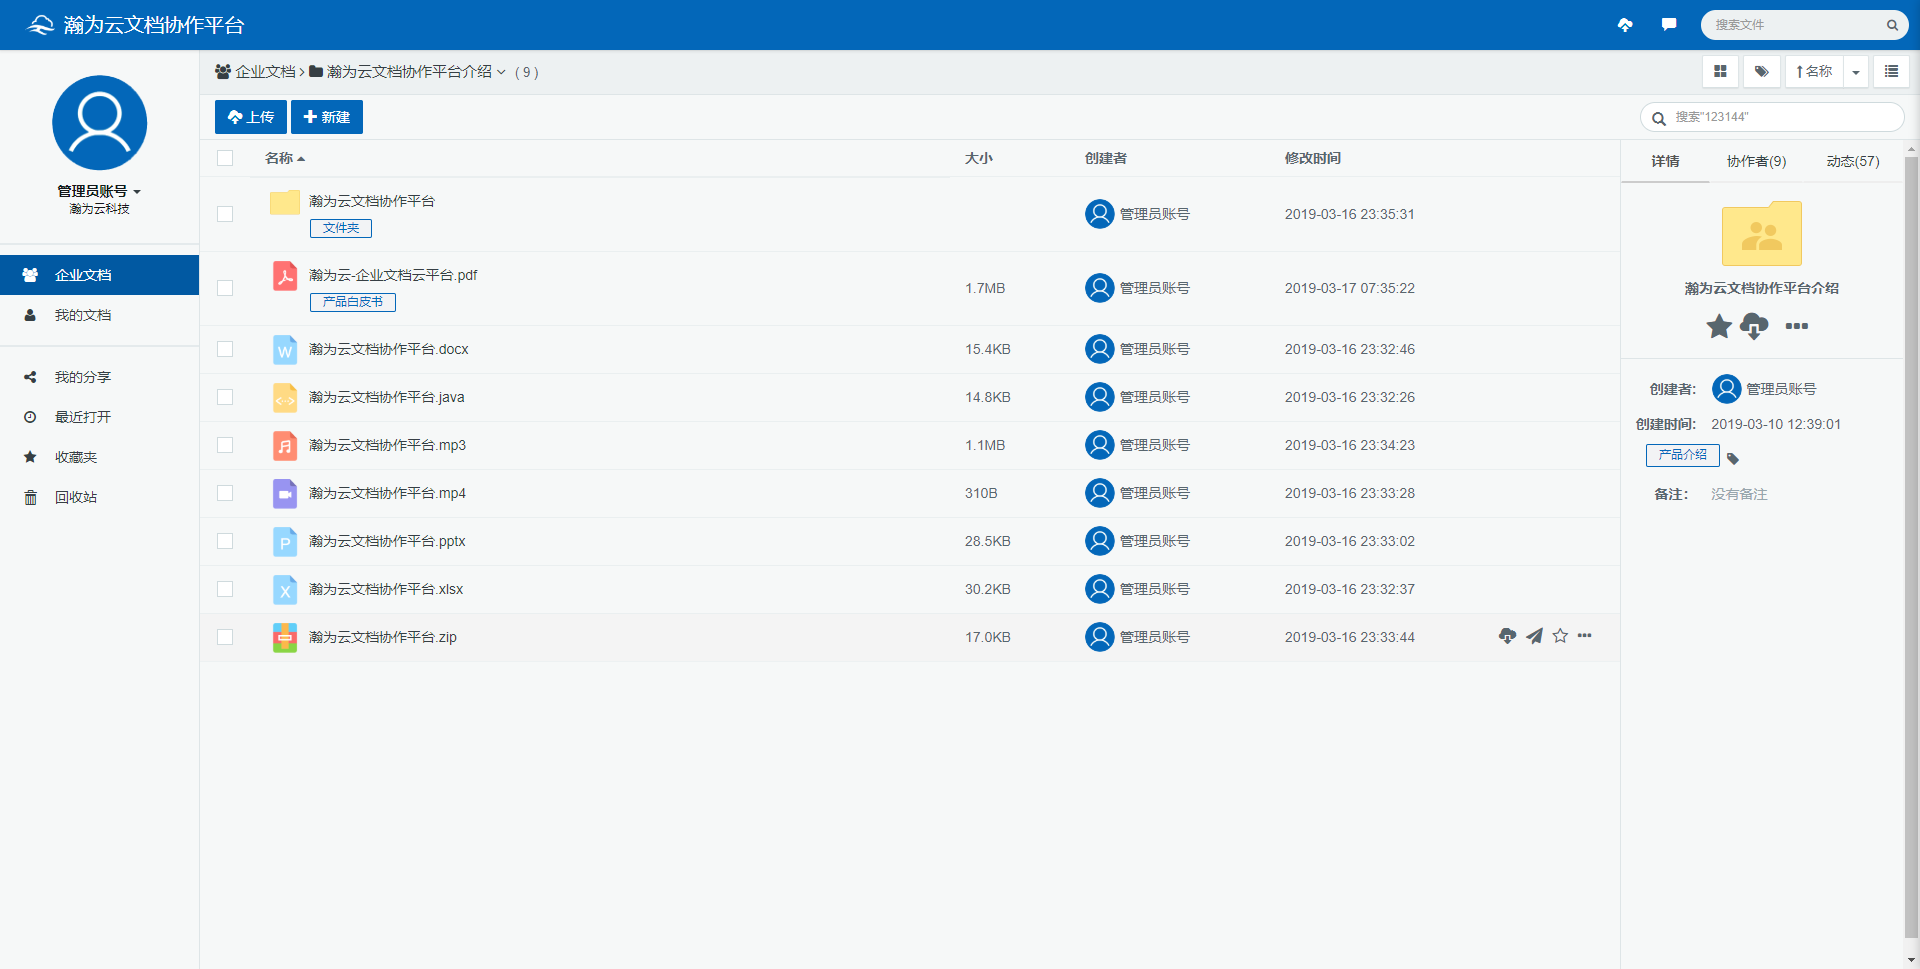 瀚为云文档协作平台
搜索文件
管理员账号
瀚为云科技
企业文档
我的文档
我的分享
最近打开
收藏夹
回收站
企业文档 瀚为云文档协作平台介绍 ( 9 )
名称
上传 新建
搜索"123144"
名称 大小 创建者 修改时间
瀚为云文档协作平台
文件夹
管理员账号 2019-03-16 23:35:31
瀚为云-企业文档云平台.pdf
产品白皮书
1.7MB 管理员账号 2019-03-17 07:35:22
W 瀚为云文档协作平台.docx 15.4KB 管理员账号 2019-03-16 23:32:46
瀚为云文档协作平台.java 14.8KB 管理员账号 2019-03-16 23:32:26
瀚为云文档协作平台.mp3 1.1MB 管理员账号 2019-03-16 23:34:23
瀚为云文档协作平台.mp4 310B 管理员账号 2019-03-16 23:33:28
P 瀚为云文档协作平台.pptx 28.5KB 管理员账号 2019-03-16 23:33:02
X 瀚为云文档协作平台.xlsx 30.2KB 管理员账号 2019-03-16 23:32:37
瀚为云文档协作平台.zip 17.0KB 管理员账号 2019-03-16 23:33:44
详情 协作者(9) 动态(57)
瀚为云文档协作平台介绍
创建者: 管理员账号
创建时间: 2019-03-10 12:39:01
产品介绍
备注: 没有备注